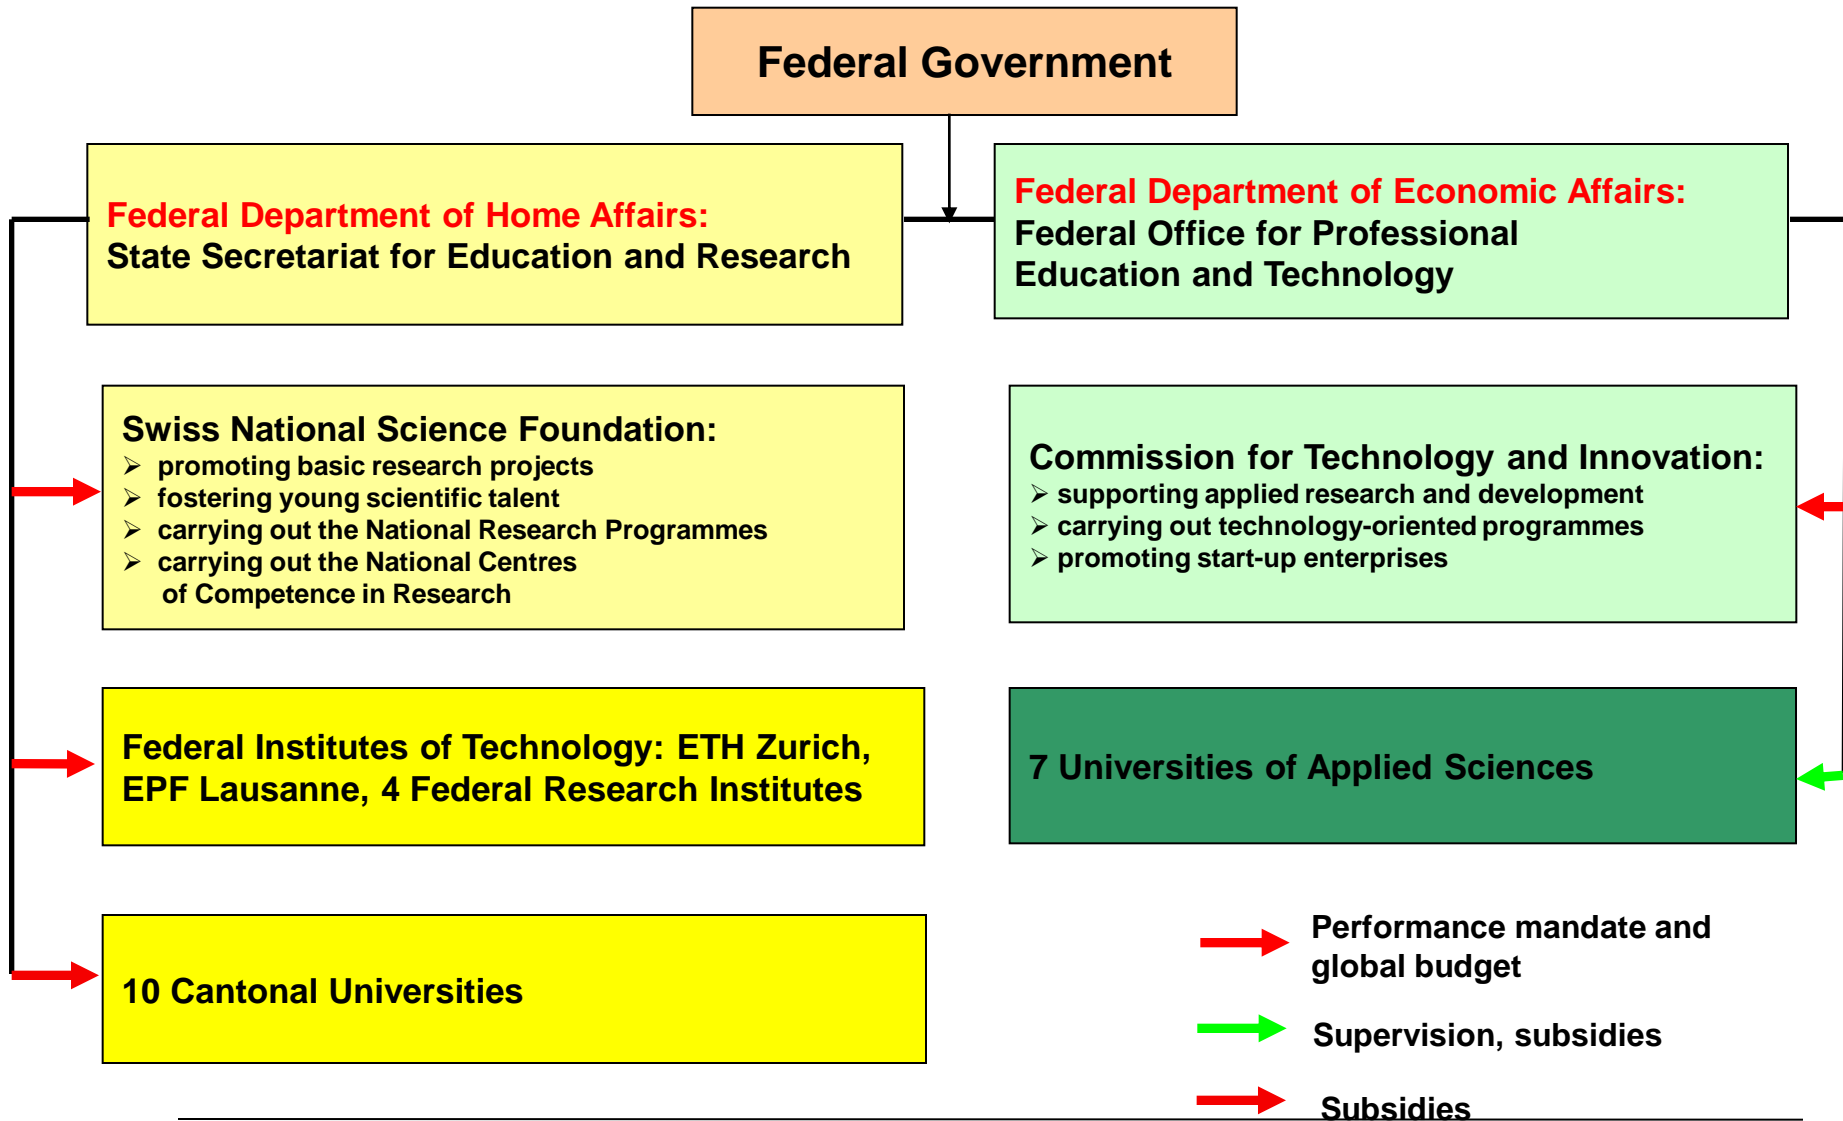 Federal Government
Federal Department of Home Affairs:
State Secretariat for Education and Research
Federal Department of Economic Affairs:
Federal Office for Professional
Education and Technology
Swiss National Science Foundation:
➢ promoting basic research projects
➢ fostering young scientific talent
➢ carrying out the National Research Programmes
➢ carrying out the National Centres
of Competence in Research
Commission for Technology and Innovation:
➢ supporting applied research and development
➢ carrying out technology-oriented programmes
➢ promoting start-up enterprises
Federal Institutes of Technology: ETH Zurich,
EPF Lausanne, 4 Federal Research Institutes
7 Universities of Applied Sciences
10 Cantonal Universities
Performance mandate and
global budget
Supervision, subsidies
Subsidies